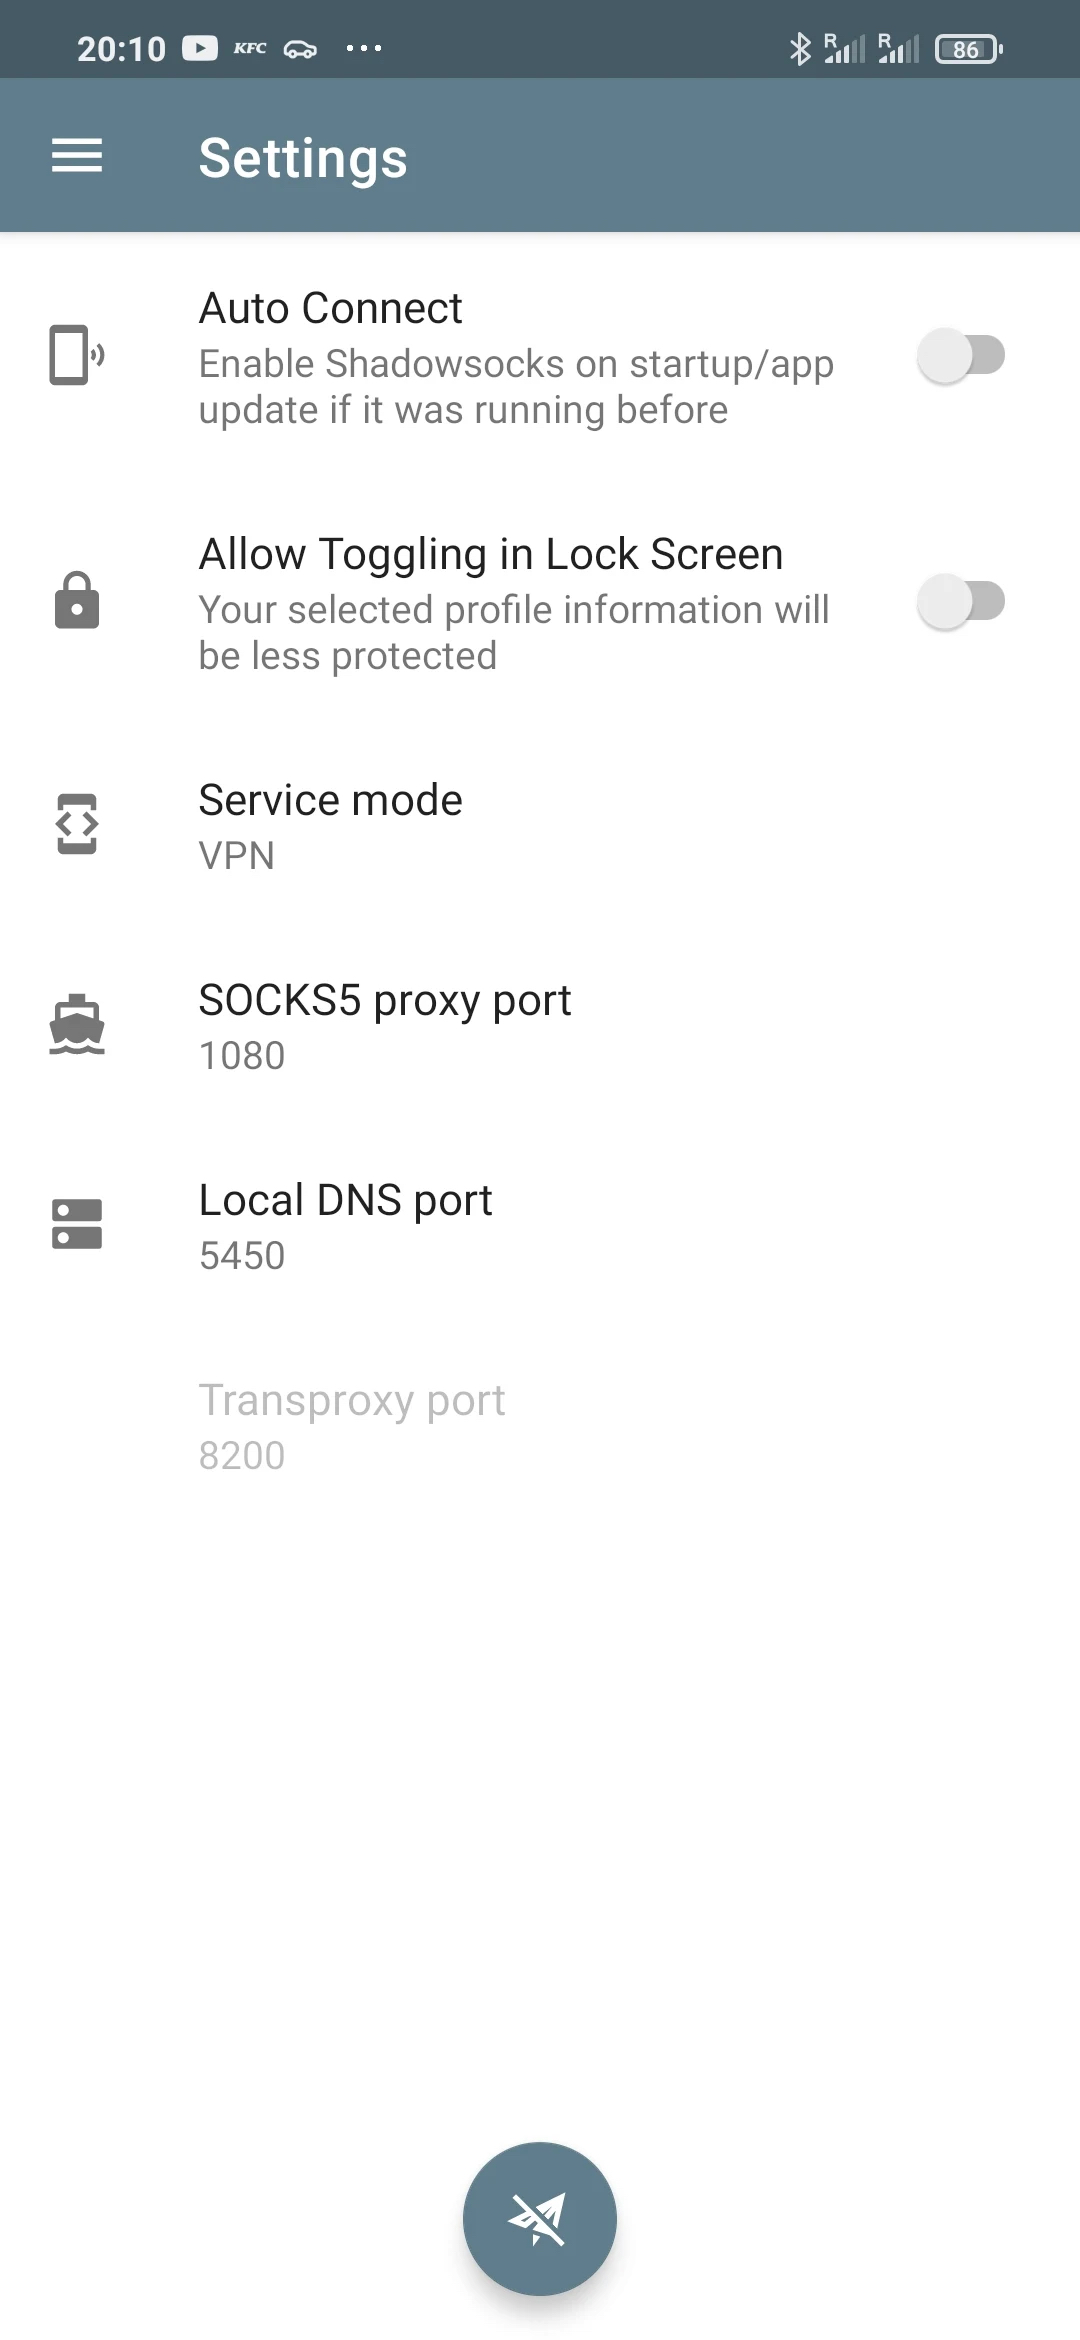 20:10 KFC R R 86
Settings
Auto Connect
Enable Shadowsocks on startup/app
update if it was running before
Allow Toggling in Lock Screen
Your selected profile information will
be less protected
Service mode
VPN
SOCKS5 proxy port
1080
Local DNS port
5450
Transproxy port
8200